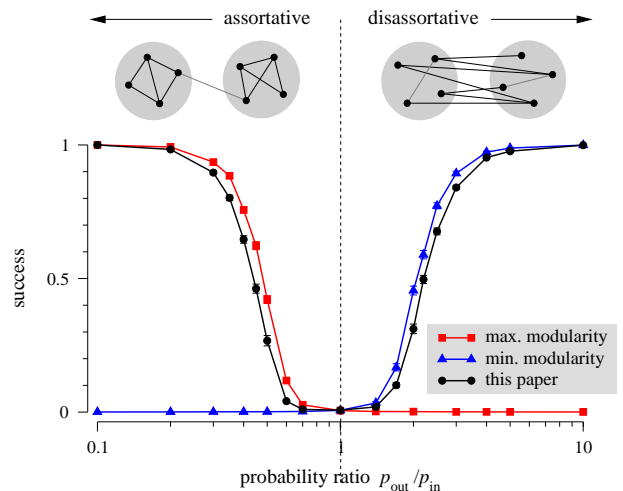 assortative disassortative
1
0.5
0
success
max. modularity
min. modularity
this paper
0.1 1 10
probability ratio p_out/p_in